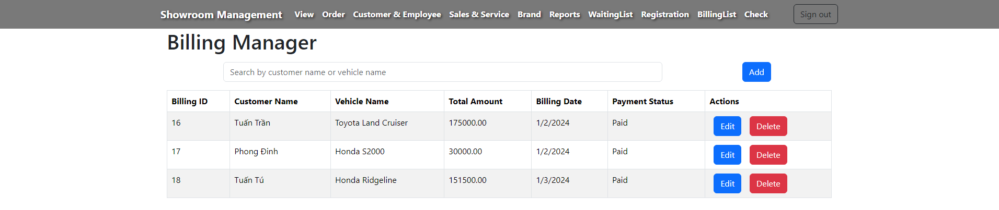 Showroom Management View Order Customer & Employee Sales & Service Brand Reports WaitingList Registration BillingList Check Sign out
Billing Manager
Search by customer name or vehicle name Add
Billing ID Customer Name Vehicle Name Total Amount Billing Date Payment Status Actions
16 Tuấn Trần Toyota Land Cruiser 175000.00 1/2/2024 Paid Edit Delete
17 Phong Đinh Honda S2000 30000.00 1/2/2024 Paid Edit Delete
18 Tuấn Tú Honda Ridgeline 151500.00 1/3/2024 Paid Edit Delete